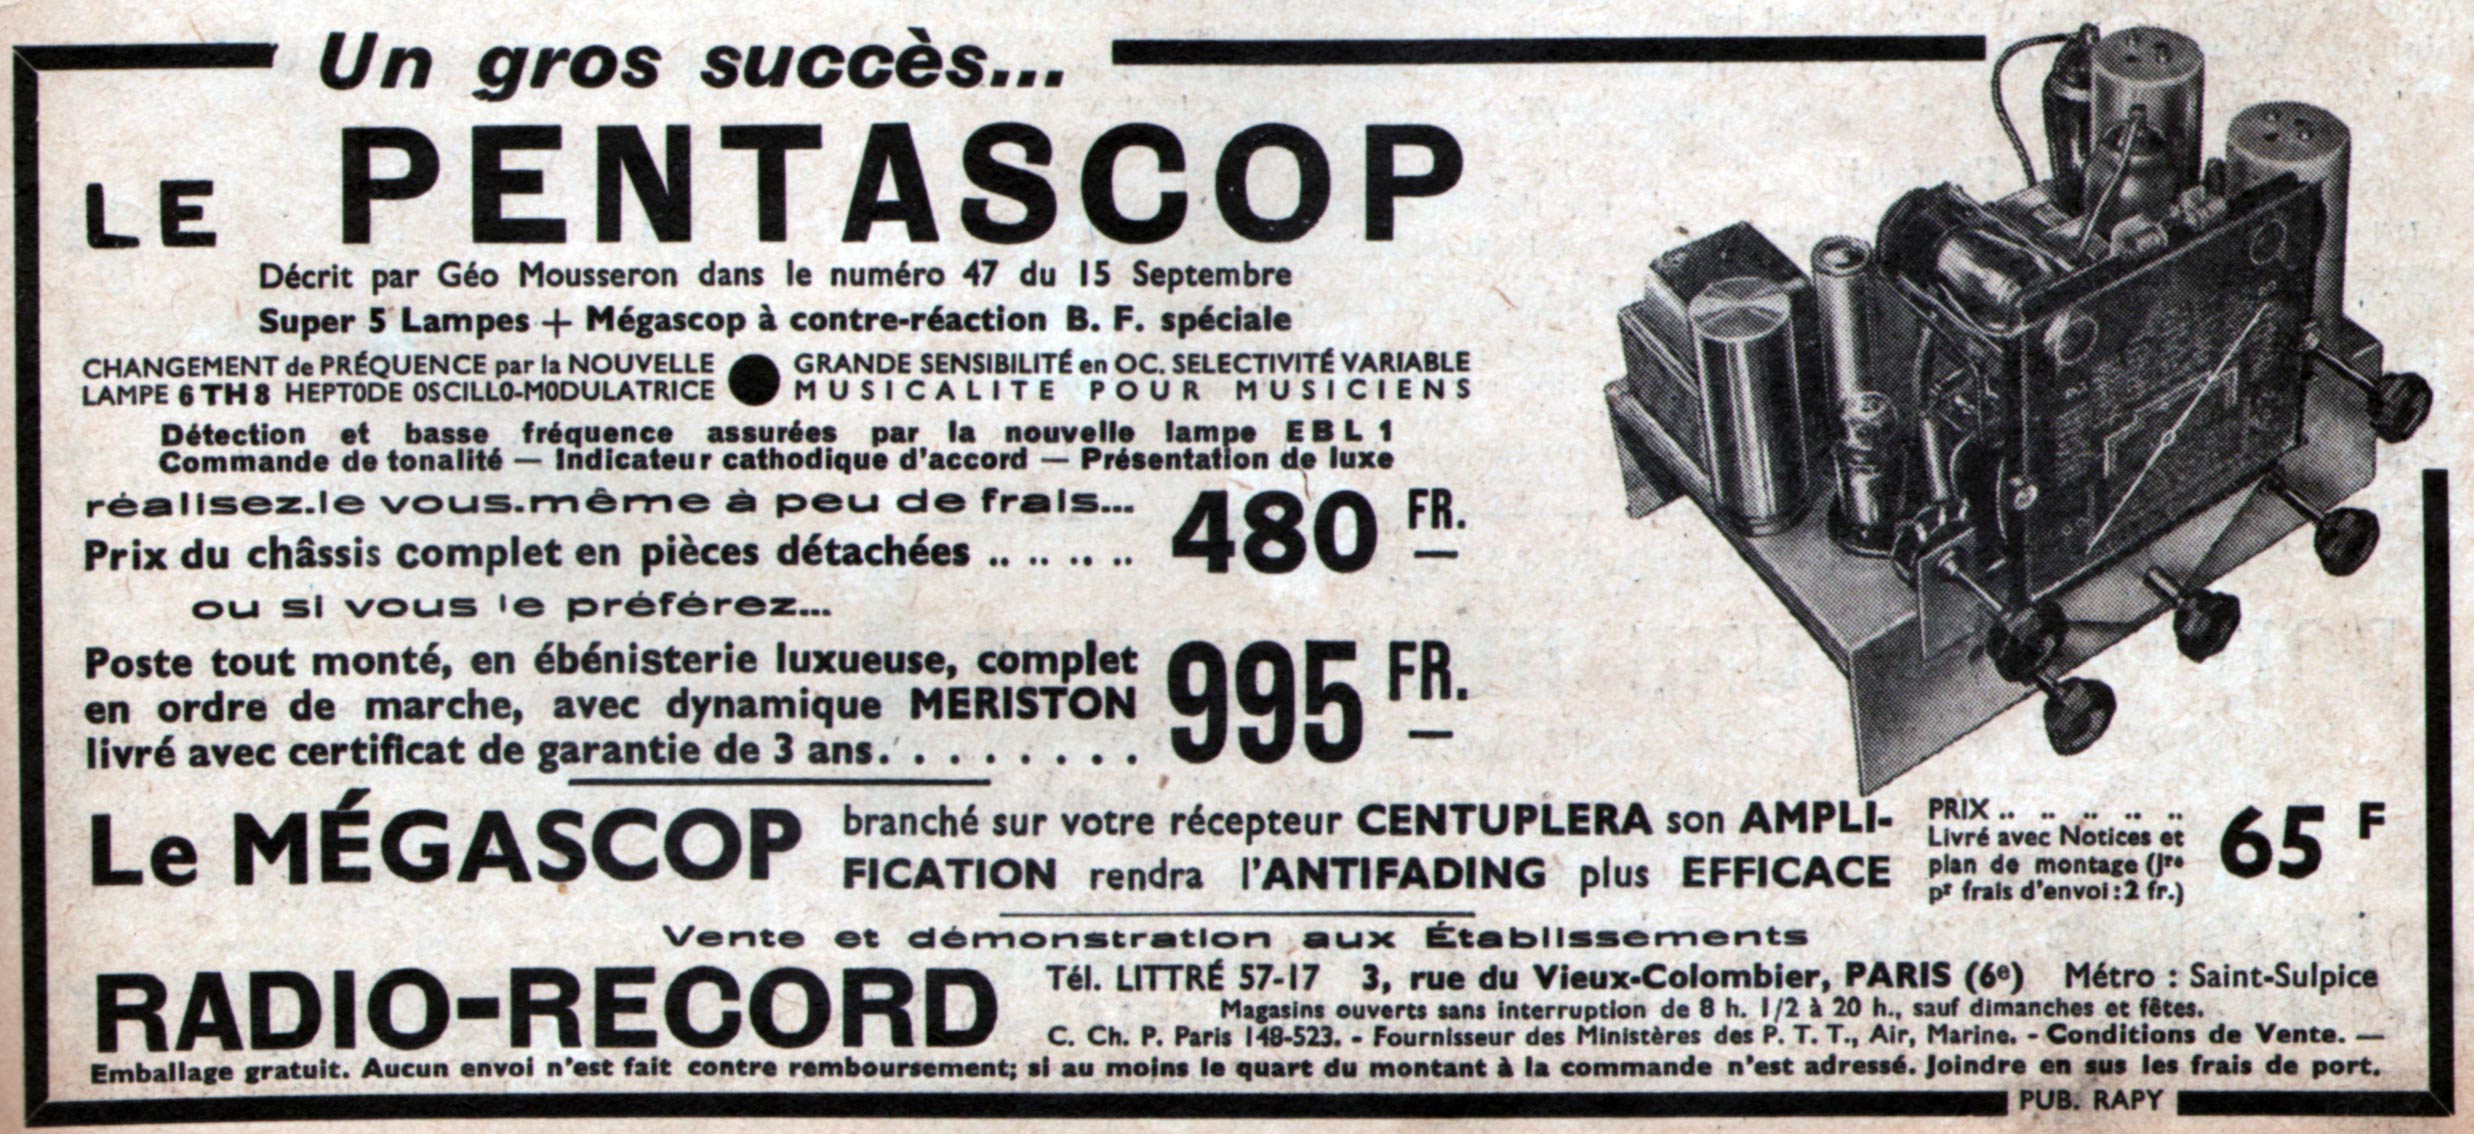 Un gros succès...
LE PENTASCOP
Décrit par Géo Mousseron dans le numéro 47 du 15 Septembre
Super 5 Lampes + Mégascop à contre-réaction B. F. spéciale
CHANGEMENT de PRÉQUENCE par la NOUVELLE
LAMPE 6 TH 8 HEPTODE OSCILLO-MODULATRICE
GRANDE SENSIBILITÉ en OC. SELECTIVITÉ VARIABLE
MUSICALITE POUR MUSICIENS
Détection et basse fréquence assurées par la nouvelle lampe EBL 1
Commande de tonalité — Indicateur cathodique d'accord — Présentation de luxe
réalisez-le vous-même à peu de frais...
Prix du châssis complet en pièces détachées .. .. .. .. 480 FR.
ou si vous le préférez...
Poste tout monté, en ébénisterie luxueuse, complet
en ordre de marche, avec dynamique MERISTON
livré avec certificat de garantie de 3 ans. . . . . . . . 995 FR.
Le MÉGASCOP
branché sur votre récepteur CENTUPLERA son AMPLI-
FICATION rendra l'ANTIFADING plus EFFICACE
PRIX .. .. .. .. ..
Livré avec Notices et
plan de montage (Jre
pr frais d'envoi : 2 fr.)
65 F
Vente et démonstration aux Établissements
RADIO-RECORD
Tél. LITTRÉ 57-17 3, rue du Vieux-Colombier, PARIS (6e) Métro : Saint-Sulpice
Magasins ouverts sans interruption de 8 h. 1/2 à 20 h., sauf dimanches et fêtes.
C. Ch. P. Paris 148-523. - Fournisseur des Ministères des P. T. T., Air, Marine. - Conditions de Vente. —
Emballage gratuit. Aucun envoi n'est fait contre remboursement; si au moins le quart du montant à la commande n'est adressé. Joindre en sus les frais de port.
PUB. RAPY